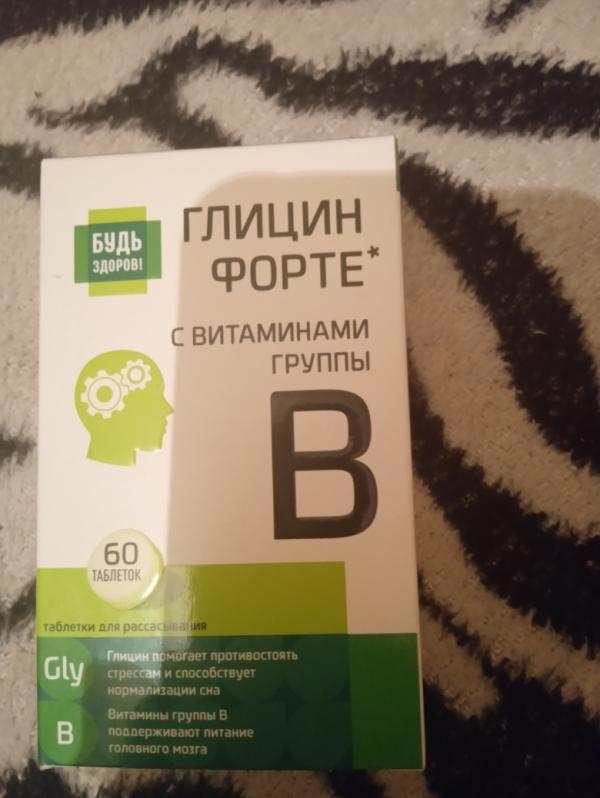 БУДЬ
ЗДОРОВ!
ГЛИЦИН
ФОРТЕ*
С ВИТАМИНАМИ
ГРУППЫ
B
60
ТАБЛЕТОК
таблетки для рассасывания
Gly
Глицин помогает противостоять
стрессам и способствует
нормализации сна
B
Витамины группы В
поддерживают питание
головного мозга